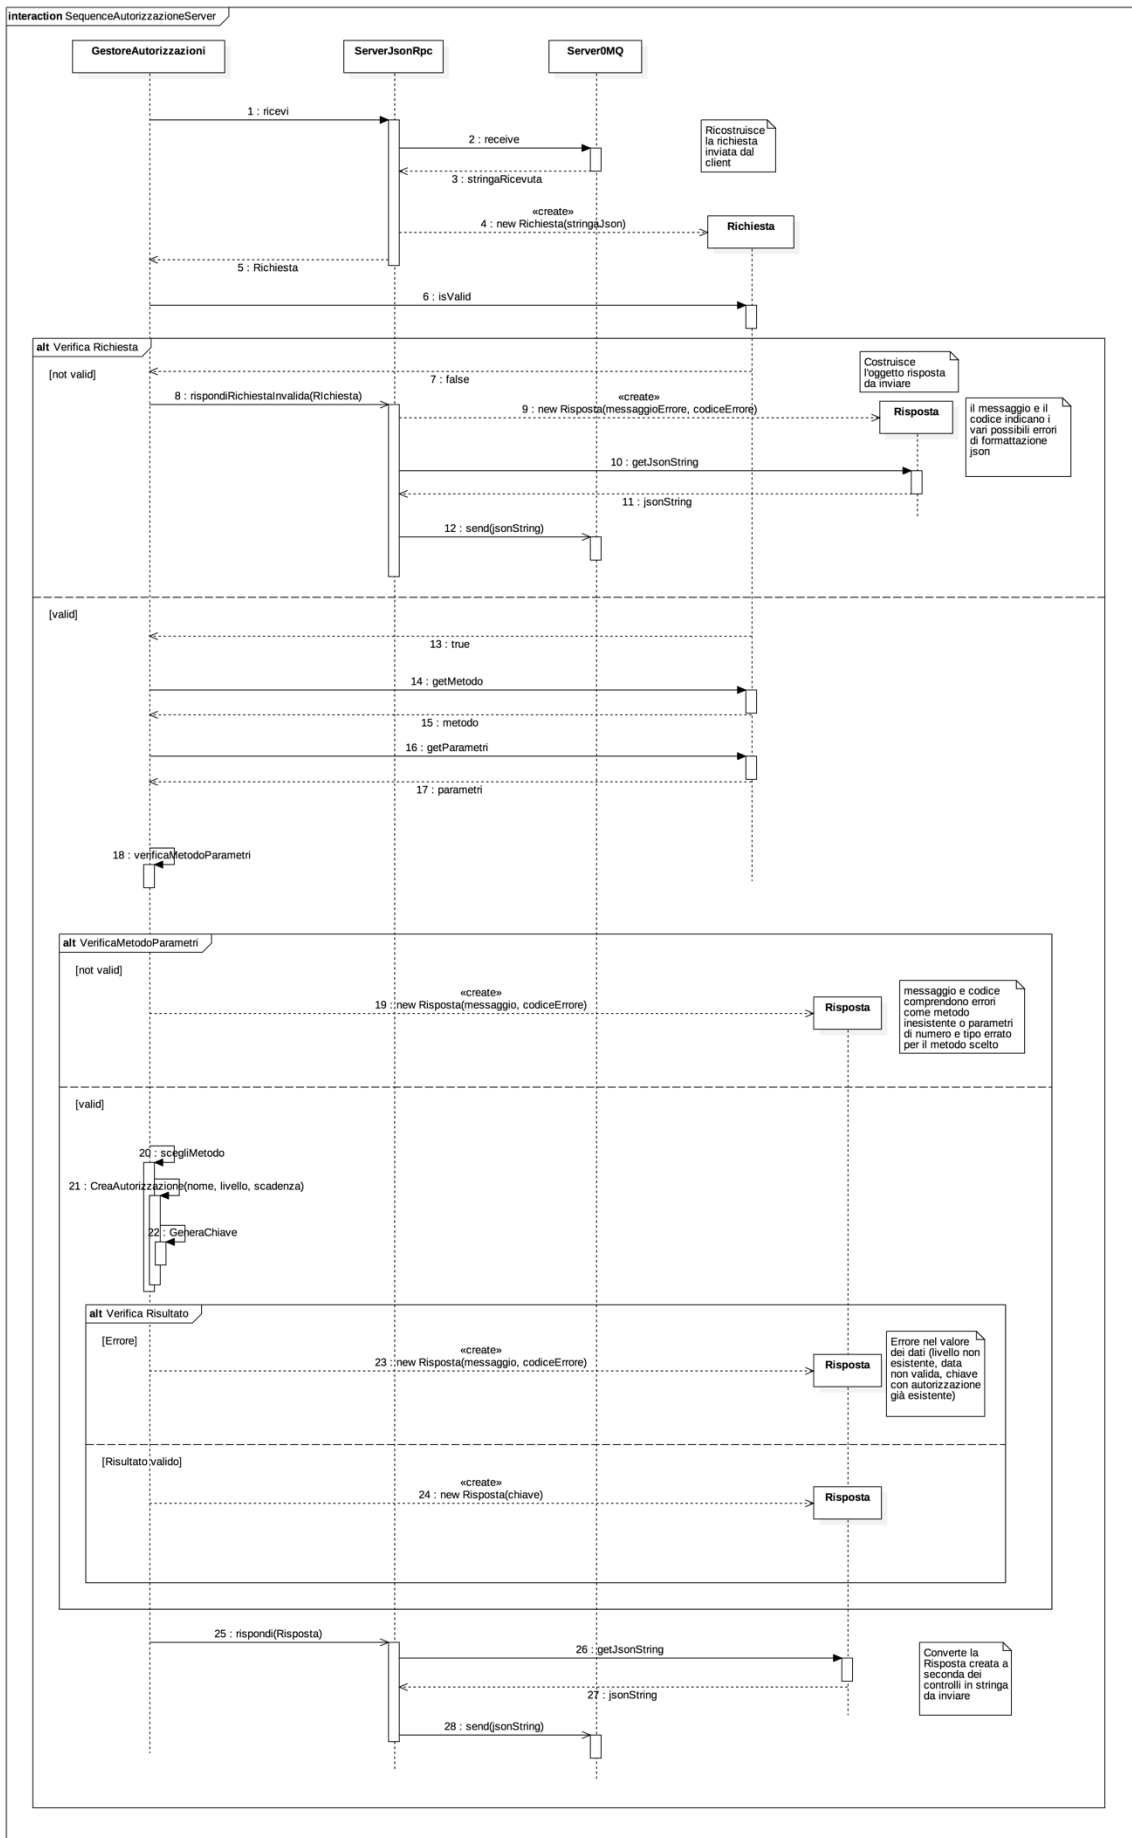 interaction SequenceAutorizzazioneServer
GestoreAutorizzazioni
ServerJsonRpc
Server0MQ
1 : ricevi
2 : receive
Ricostruisce
la richiesta
inviata dal
client
3 : stringaRicevuta
«create»
4 : new Richiesta(stringaJson)
Richiesta
5 : Richiesta
6 : isValid
alt Verifica Richiesta
[not valid]
7 : false
Costruisce
l'oggetto risposta
da inviare
8 : rispondiRichiestaInvalida(RIchiesta)
«create»
9 : new Risposta(messaggioErrore, codiceErrore)
Risposta
il messaggio e il
codice indicano i
vari possibili errori
di formattazione
json
10 : getJsonString
11 : jsonString
12 : send(jsonString)
[valid]
13 : true
14 : getMetodo
15 : metodo
16 : getParametri
17 : parametri
18 : verificaMetodoParametri
alt VerificaMetodoParametri
[not valid]
«create»
19 : new Risposta(messaggio, codiceErrore)
Risposta
messaggio e codice
comprendono errori
come metodo
inesistente o parametri
di numero e tipo errato
per il metodo scelto
[valid]
20 : scegliMetodo
21 : CreaAutorizzazione(nome, livello, scadenza)
22 : GeneraChiave
alt Verifica Risultato
[Errore]
«create»
23 : new Risposta(messaggio, codiceErrore)
Risposta
Errore nel valore
dei dati (livello non
esistente, data
non valida, chiave
con autorizzazione
già esistente)
[Risultato valido]
«create»
24 : new Risposta(chiave)
Risposta
25 : rispondi(Risposta)
26 : getJsonString
27 : jsonString
Converte la
Risposta creata a
seconda dei
controlli in stringa
da inviare
28 : send(jsonString)